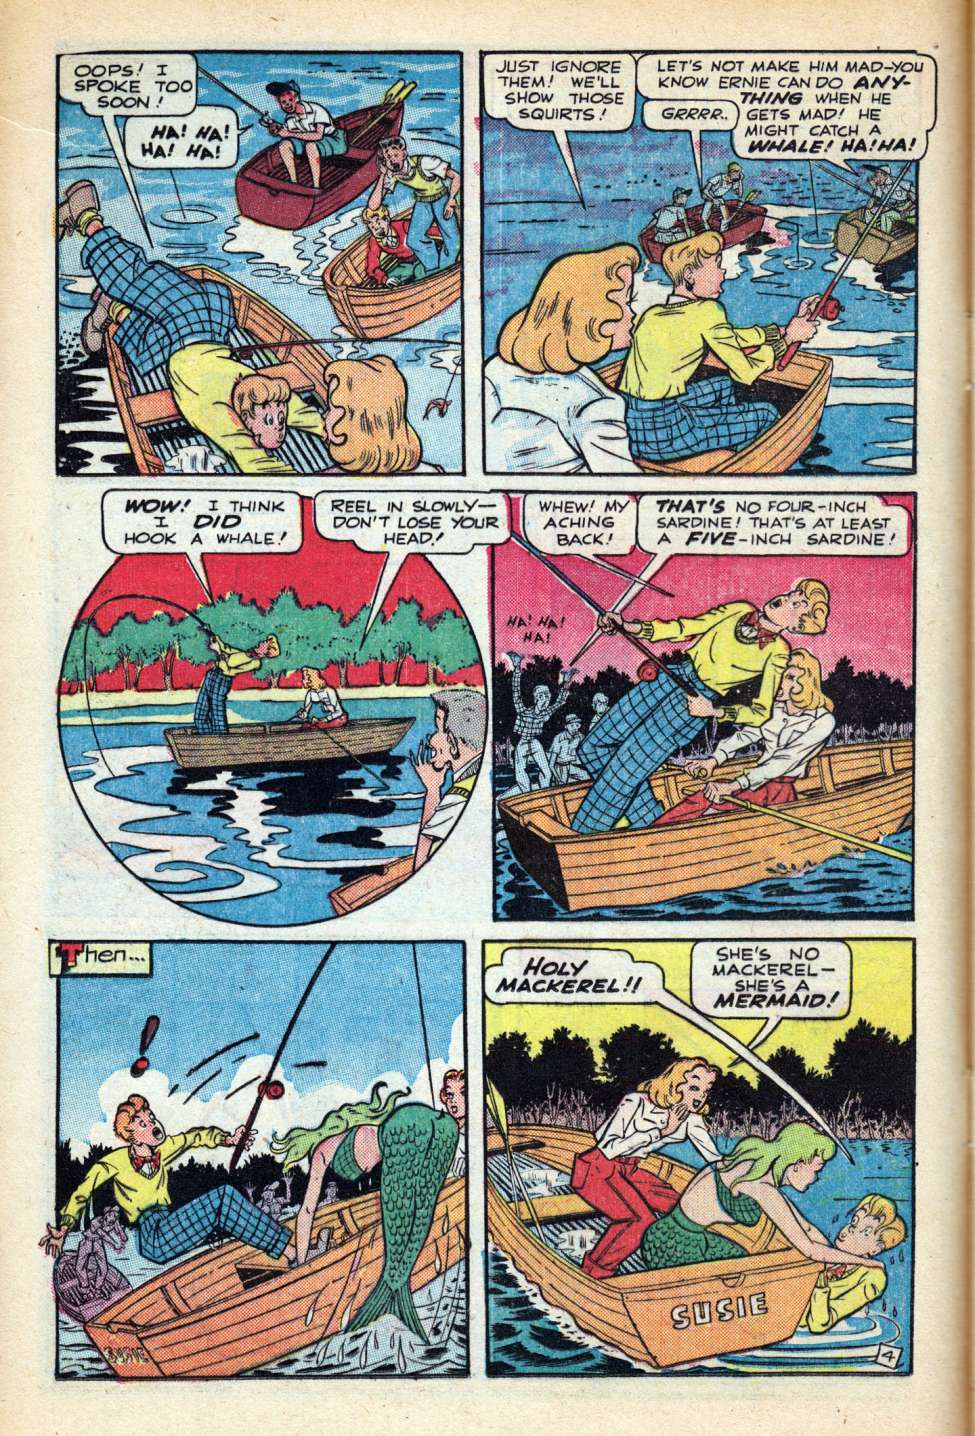 OOPS! I
SPOKE TOO
SOON!
HA! HA!
HA! HA!
JUST IGNORE
THEM! WE'LL
SHOW THOSE
SQUIRTS!
GRRRR..
LET'S NOT MAKE HIM MAD—YOU
KNOW ERNIE CAN DO ANY-
THING WHEN HE
GETS MAD! HE
MIGHT CATCH A
WHALE! HA! HA!
WOW! I THINK
I DID
HOOK A WHALE!
REEL IN SLOWLY—
DON'T LOSE YOUR
HEAD!
WHEW! MY
ACHING
BACK!
THAT'S NO FOUR-INCH
SARDINE! THAT'S AT LEAST
A FIVE-INCH SARDINE!
HA! HA!
HA!
Then...
!
SUSIE
HOLY
MACKEREL!!
SHE'S NO
MACKEREL—
SHE'S A
MERMAID!
SUSIE
4